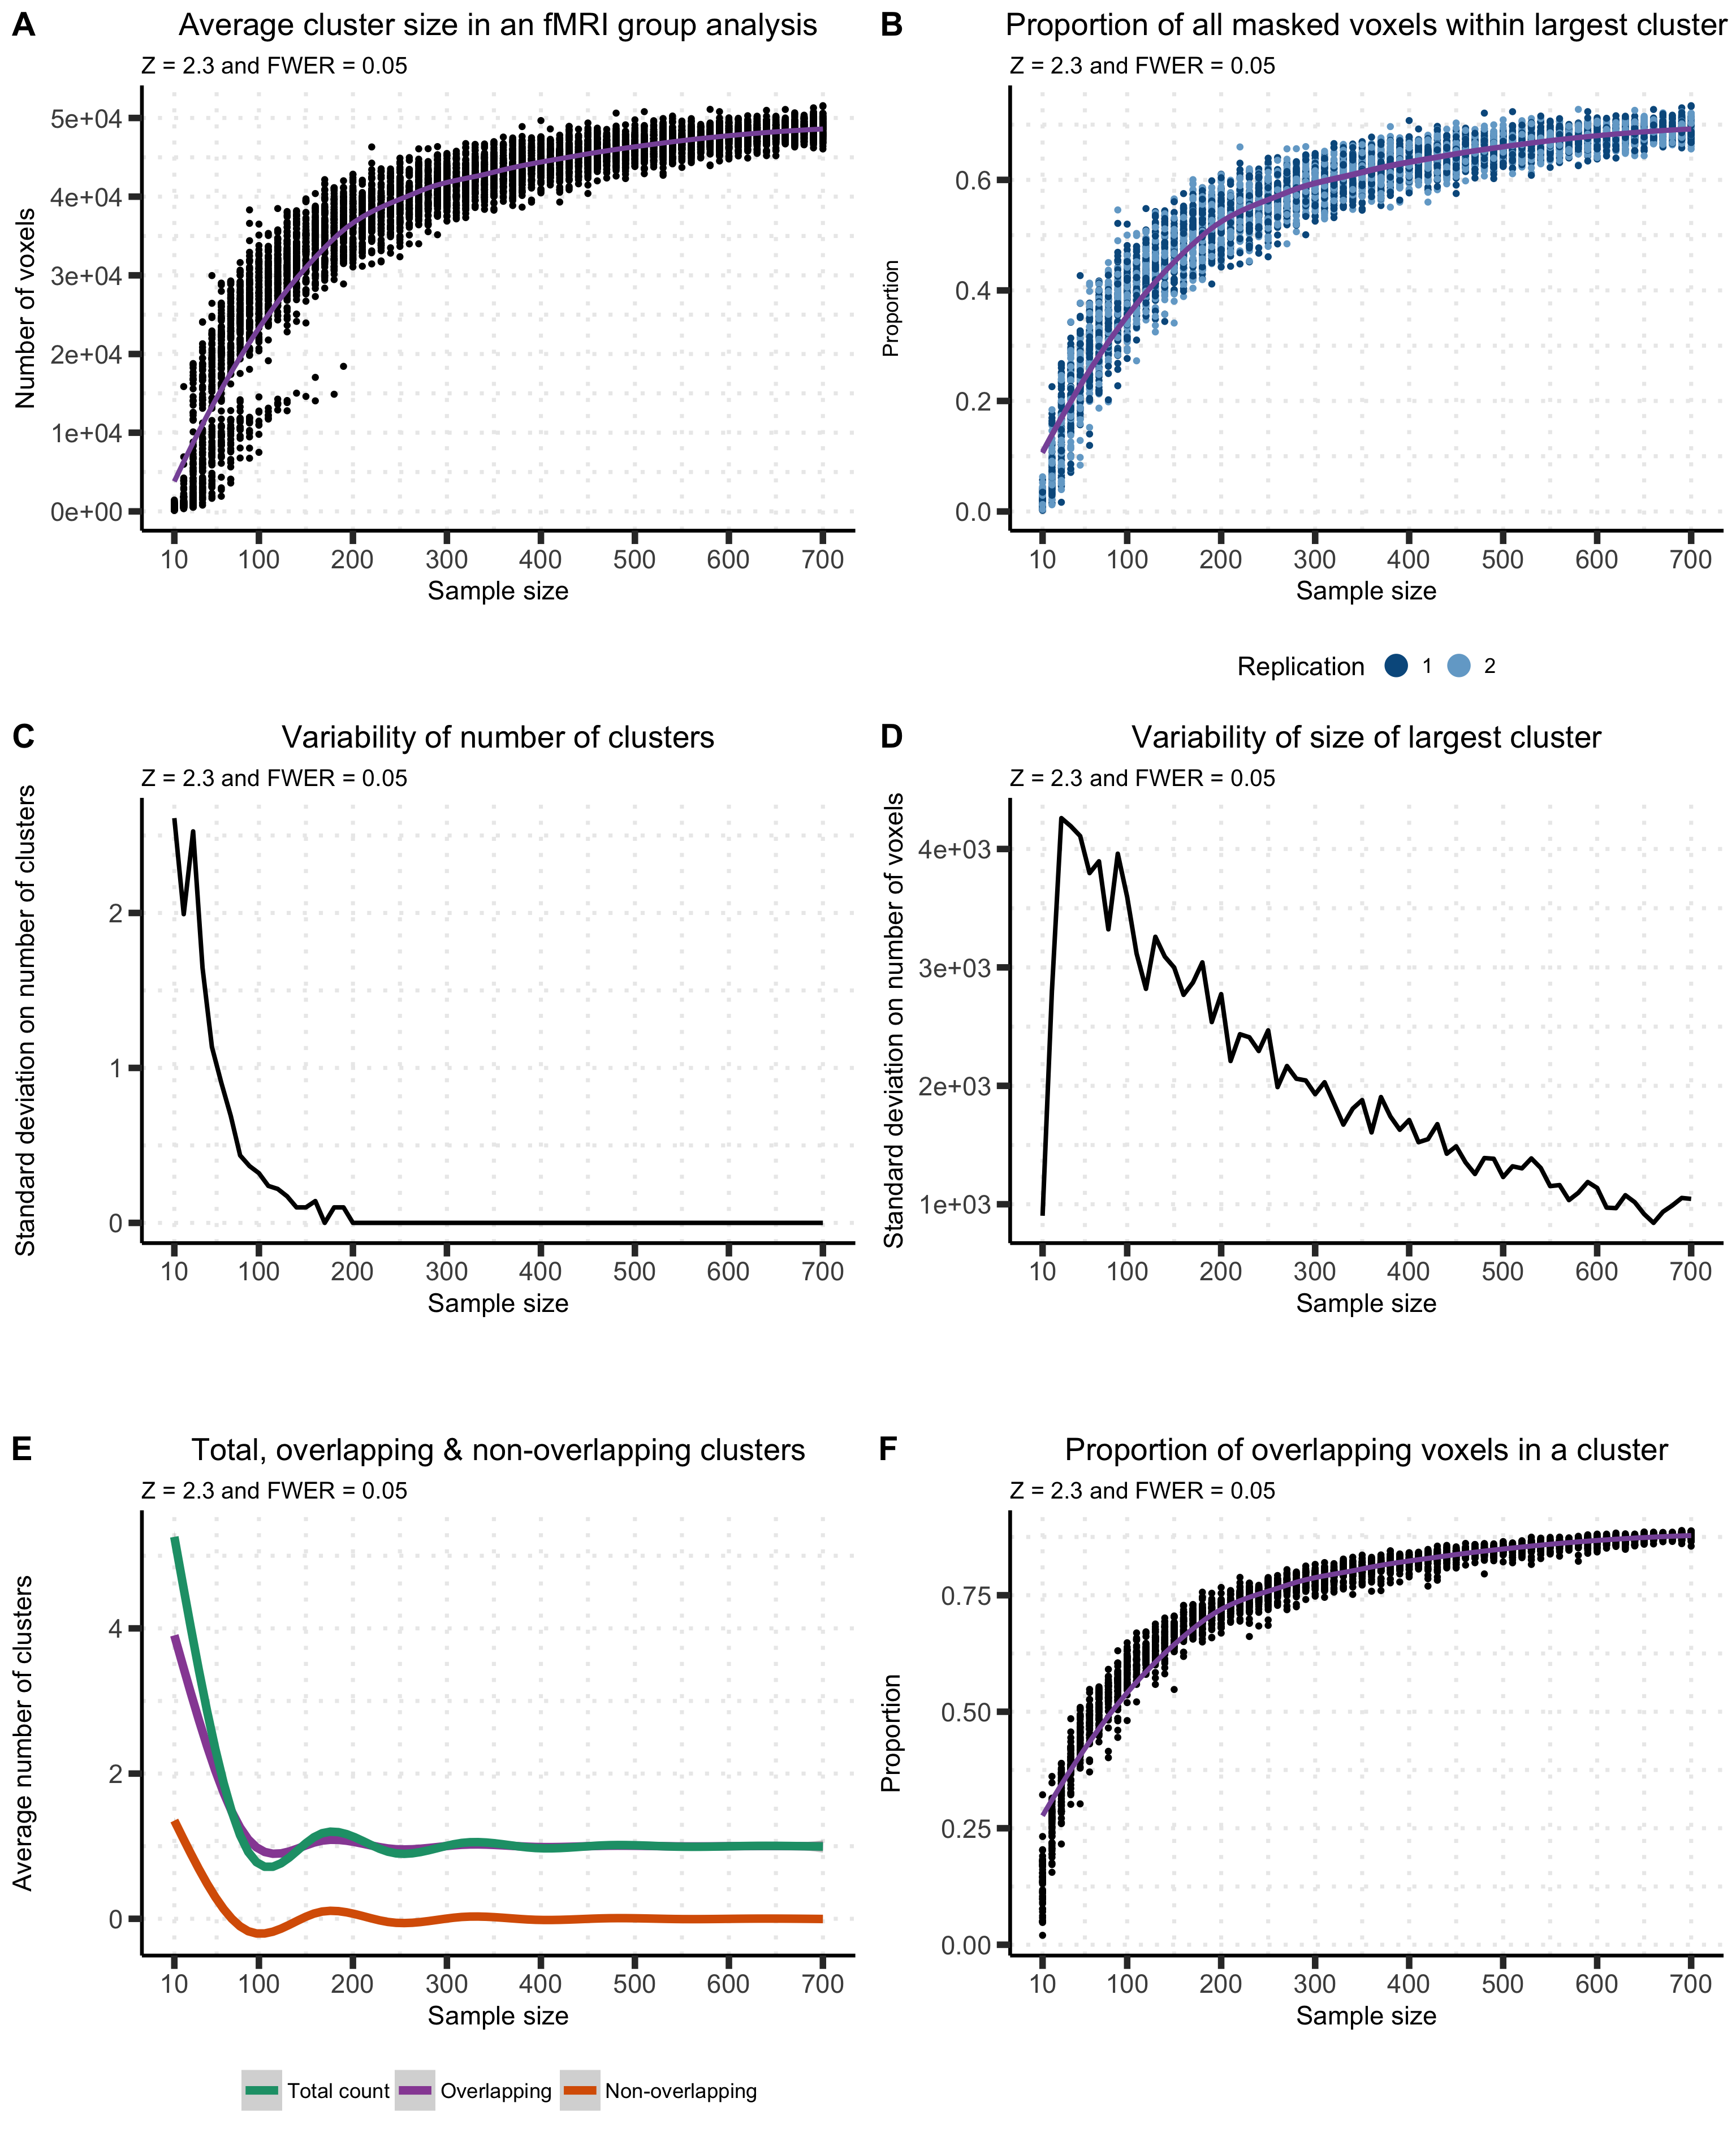 A
Average cluster size in an fMRI group analysis
Z = 2.3 and FWER = 0.05
Number of voxels
5e+04
4e+04
3e+04
2e+04
1e+04
0e+00
10 100 200 300 400 500 600 700
Sample size
B
Proportion of all masked voxels within largest cluster
Z = 2.3 and FWER = 0.05
Proportion
0.6
0.4
0.2
0.0
10 100 200 300 400 500 600 700
Sample size
Replication 1 2
C
Variability of number of clusters
Z = 2.3 and FWER = 0.05
Standard deviation on number of clusters
2
1
0
10 100 200 300 400 500 600 700
Sample size
D
Variability of size of largest cluster
Z = 2.3 and FWER = 0.05
Standard deviation on number of voxels
4e+03
3e+03
2e+03
1e+03
10 100 200 300 400 500 600 700
Sample size
E
Total, overlapping & non-overlapping clusters
Z = 2.3 and FWER = 0.05
Average number of clusters
4
2
0
10 100 200 300 400 500 600 700
Sample size
Total count Overlapping Non-overlapping
F
Proportion of overlapping voxels in a cluster
Z = 2.3 and FWER = 0.05
Proportion
0.75
0.50
0.25
0.00
10 100 200 300 400 500 600 700
Sample size